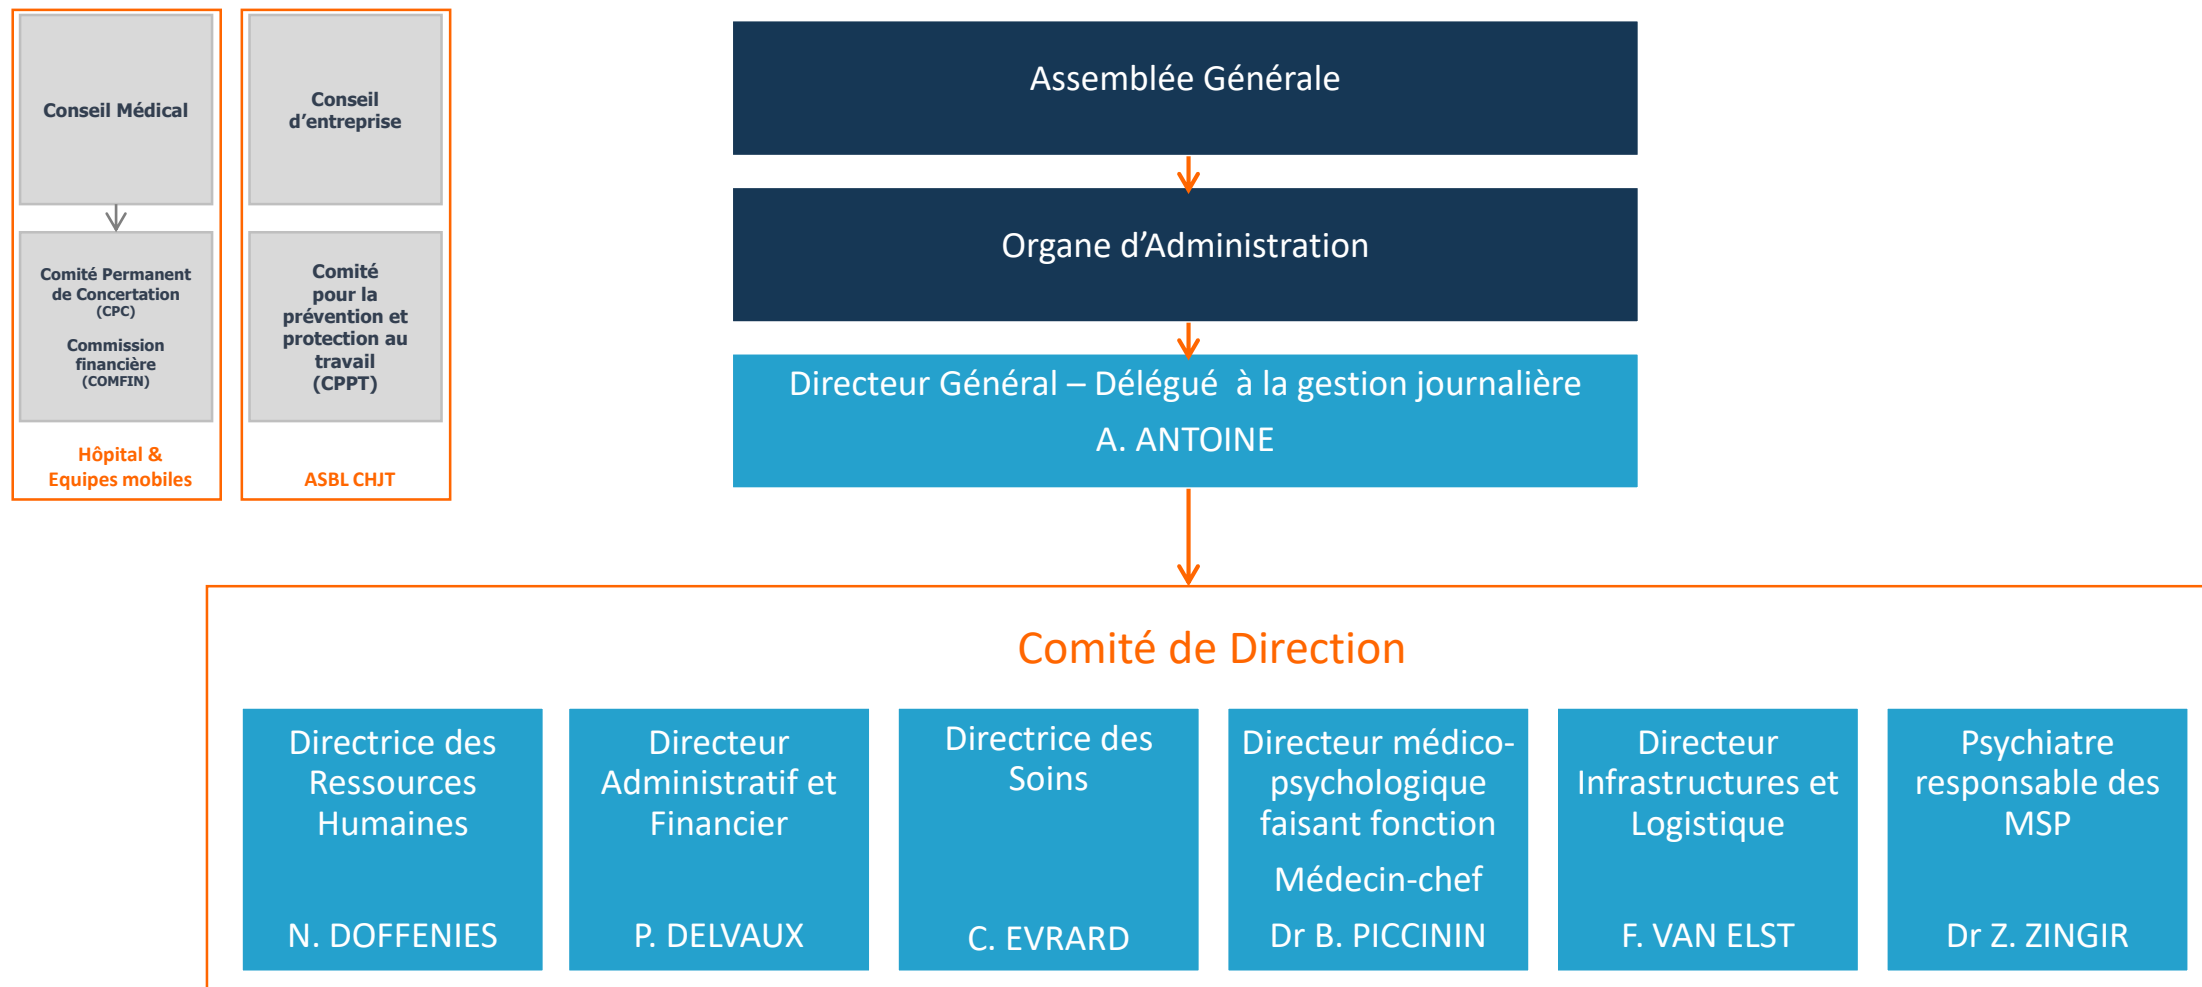 Conseil Médical
Comité Permanent
de Concertation
(CPC)
Commission
financière
(COMFIN)
Hôpital &
Equipes mobiles
Conseil
d’entreprise
Comité
pour la
prévention et
protection au
travail
(CPPT)
ASBL CHJT
Assemblée Générale
Organe d’Administration
Directeur Général – Délégué à la gestion journalière
A. ANTOINE
Comité de Direction
Directrice des
Ressources
Humaines
N. DOFFENIES
Directeur
Administratif et
Financier
P. DELVAUX
Directrice des
Soins
C. EVRARD
Directeur médico-
psychologique
faisant fonction
Médecin-chef
Dr B. PICCININ
Directeur
Infrastructures et
Logistique
F. VAN ELST
Psychiatre
responsable des
MSP
Dr Z. ZINGIR